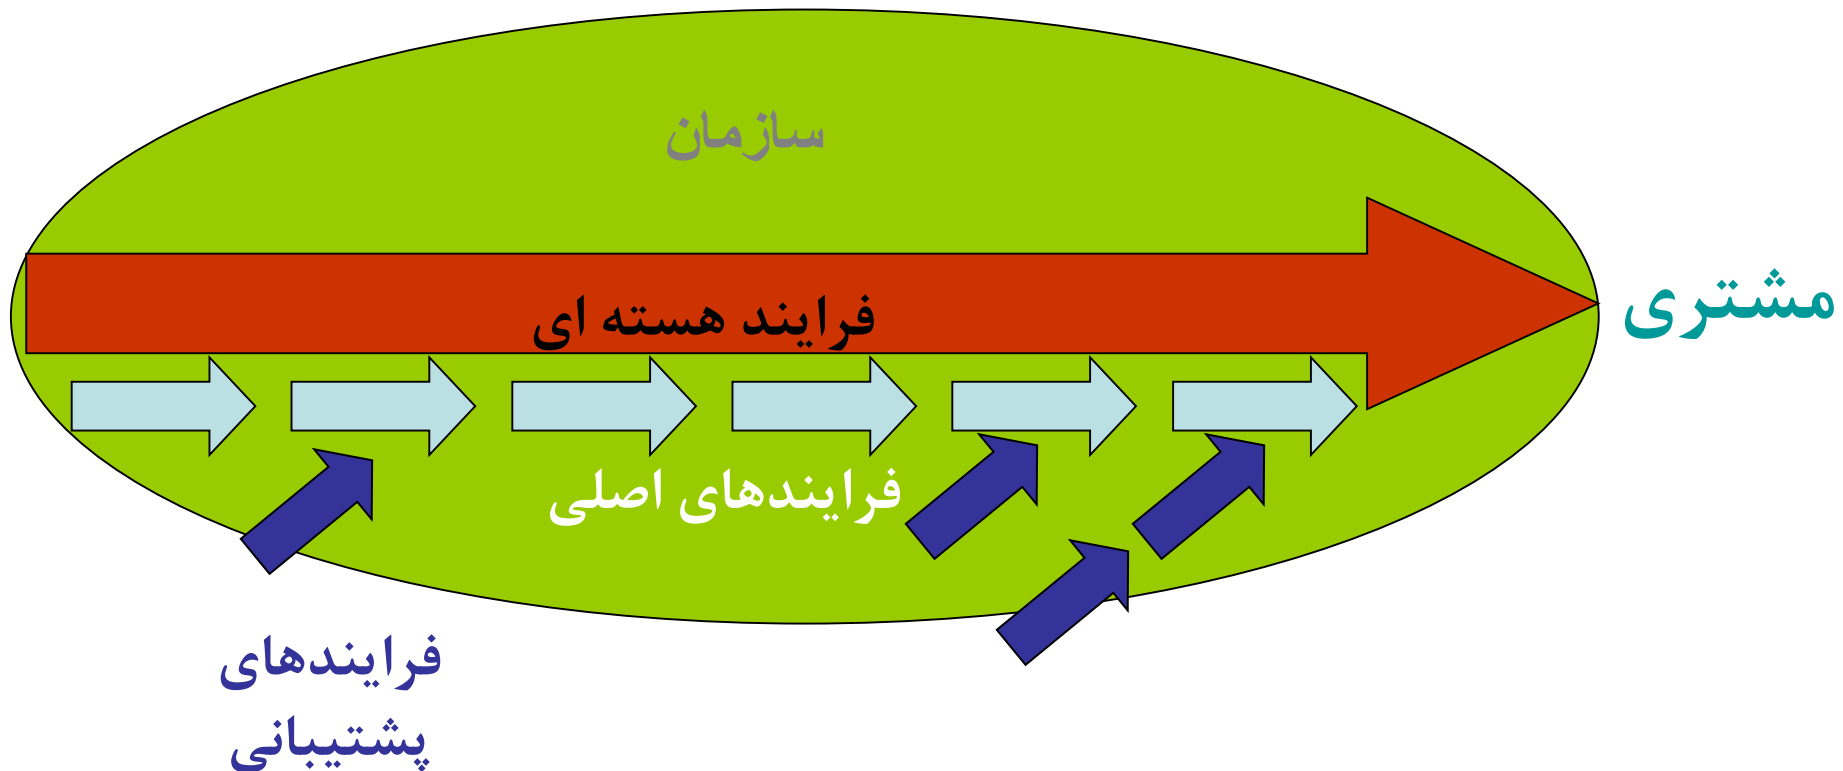 سازمان
فرایند هسته ای
مشتری
فرایندهای اصلی
فرایندهای
پشتیبانی